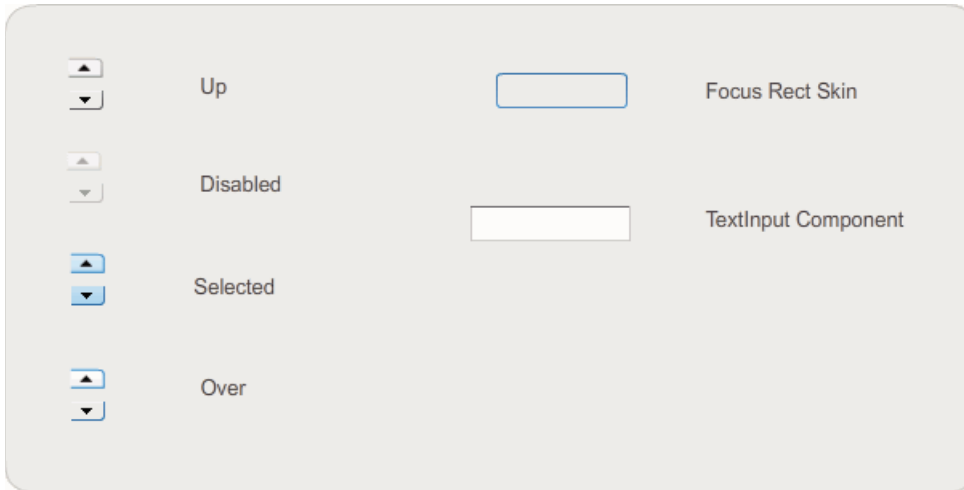 Up
Focus Rect Skin
Disabled
TextInput Component
Selected
Over